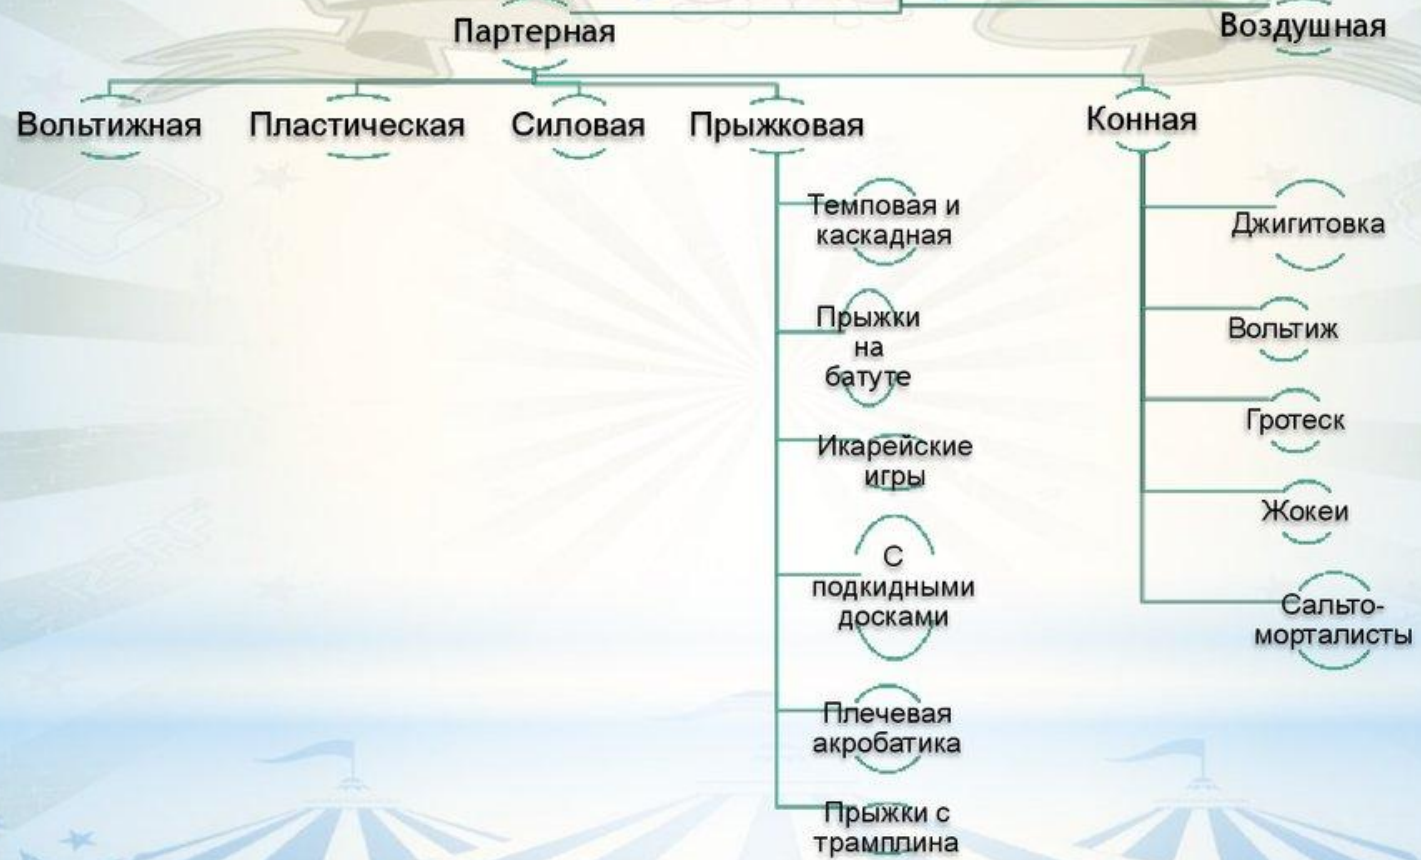 Партерная
Воздушная
Вольтижная
Пластическая
Силовая
Прыжковая
Конная
Темповая и
каскадная
Прыжки
на
батуте
Икарейские
игры
С
подкидными
досками
Плечевая
акробатика
Прыжки с
трамплина
Джигитовка
Вольтиж
Гротеск
Жокеи
Сальто-
морталисты